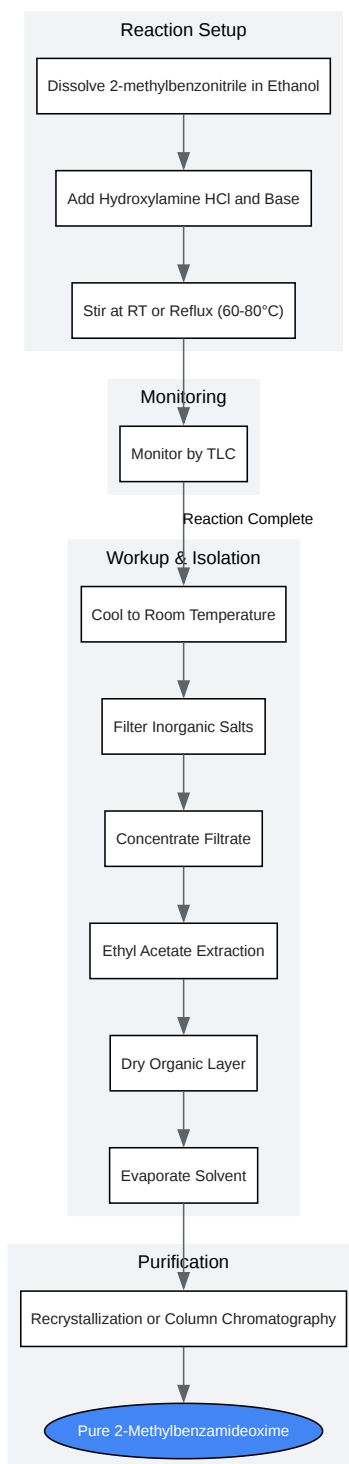 Reaction Setup
Dissolve 2-methylbenzonitrile in Ethanol
Add Hydroxylamine HCl and Base
Stir at RT or Reflux (60-80°C)
Monitoring
Monitor by TLC
Reaction Complete
Workup & Isolation
Cool to Room Temperature
Filter Inorganic Salts
Concentrate Filtrate
Ethyl Acetate Extraction
Dry Organic Layer
Evaporate Solvent
Purification
Recrystallization or Column Chromatography
Pure 2-Methylbenzamideoxime